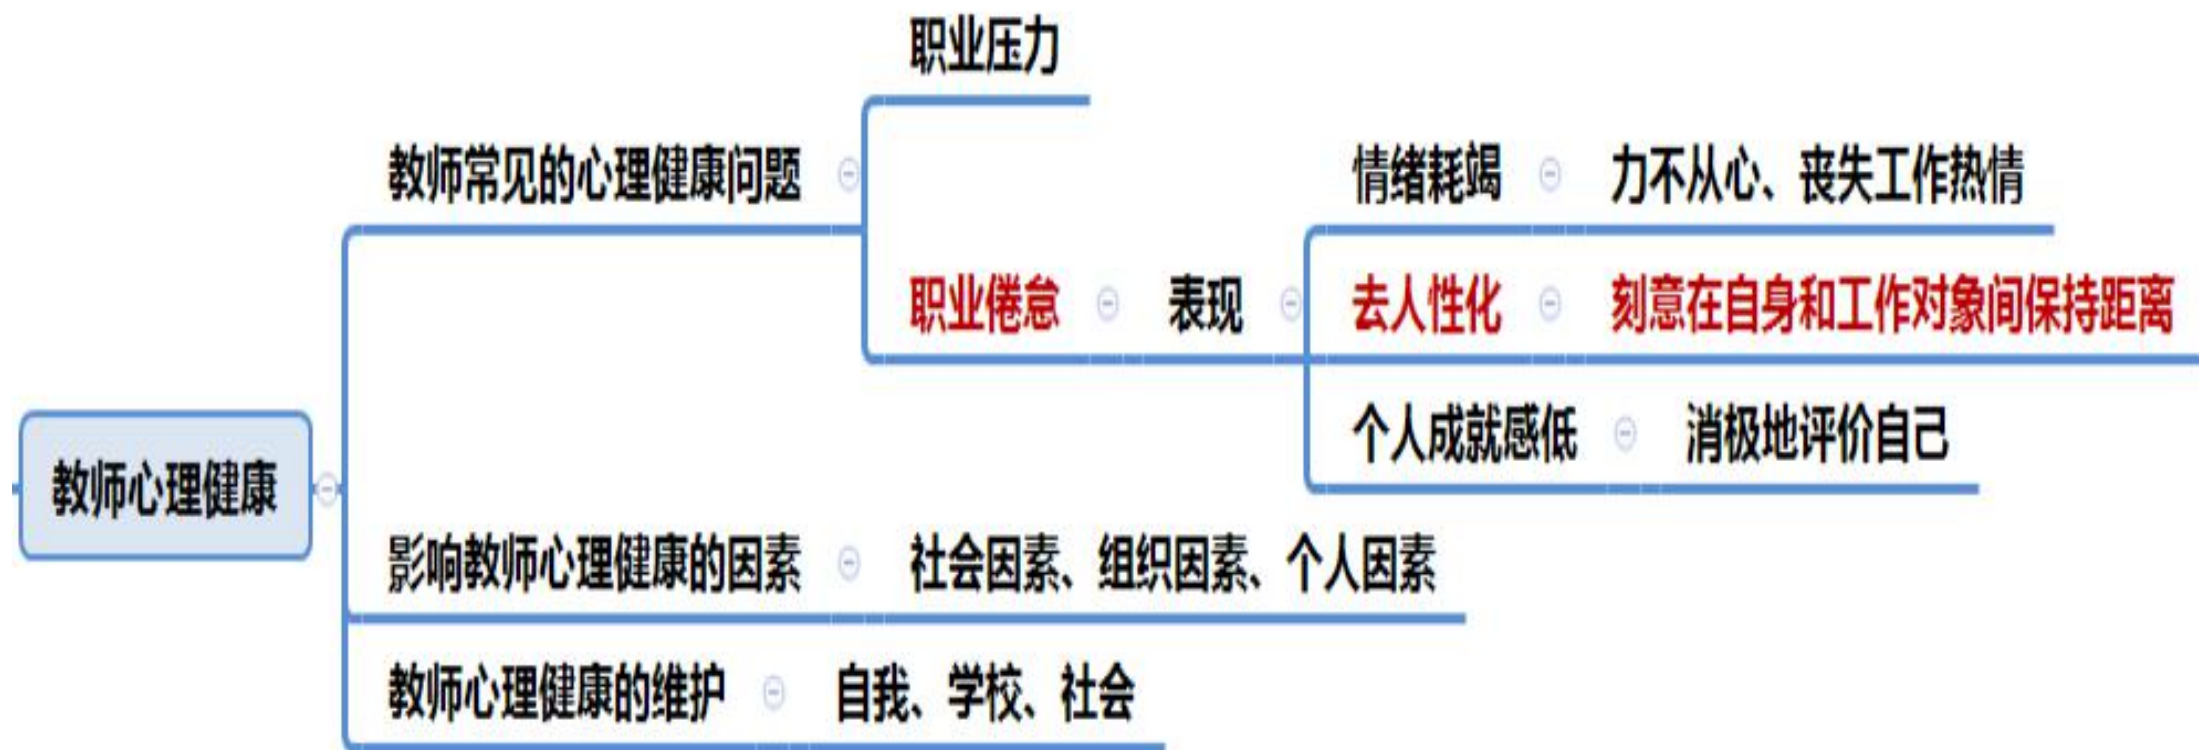 职业压力
教师常见的心理健康问题
情绪耗竭 力不从心、丧失工作热情
职业倦怠 表现 去人性化 刻意在自身和工作对象间保持距离
个人成就感低 消极地评价自己
教师心理健康
影响教师心理健康的因素 社会因素、组织因素、个人因素
教师心理健康的维护 自我、学校、社会